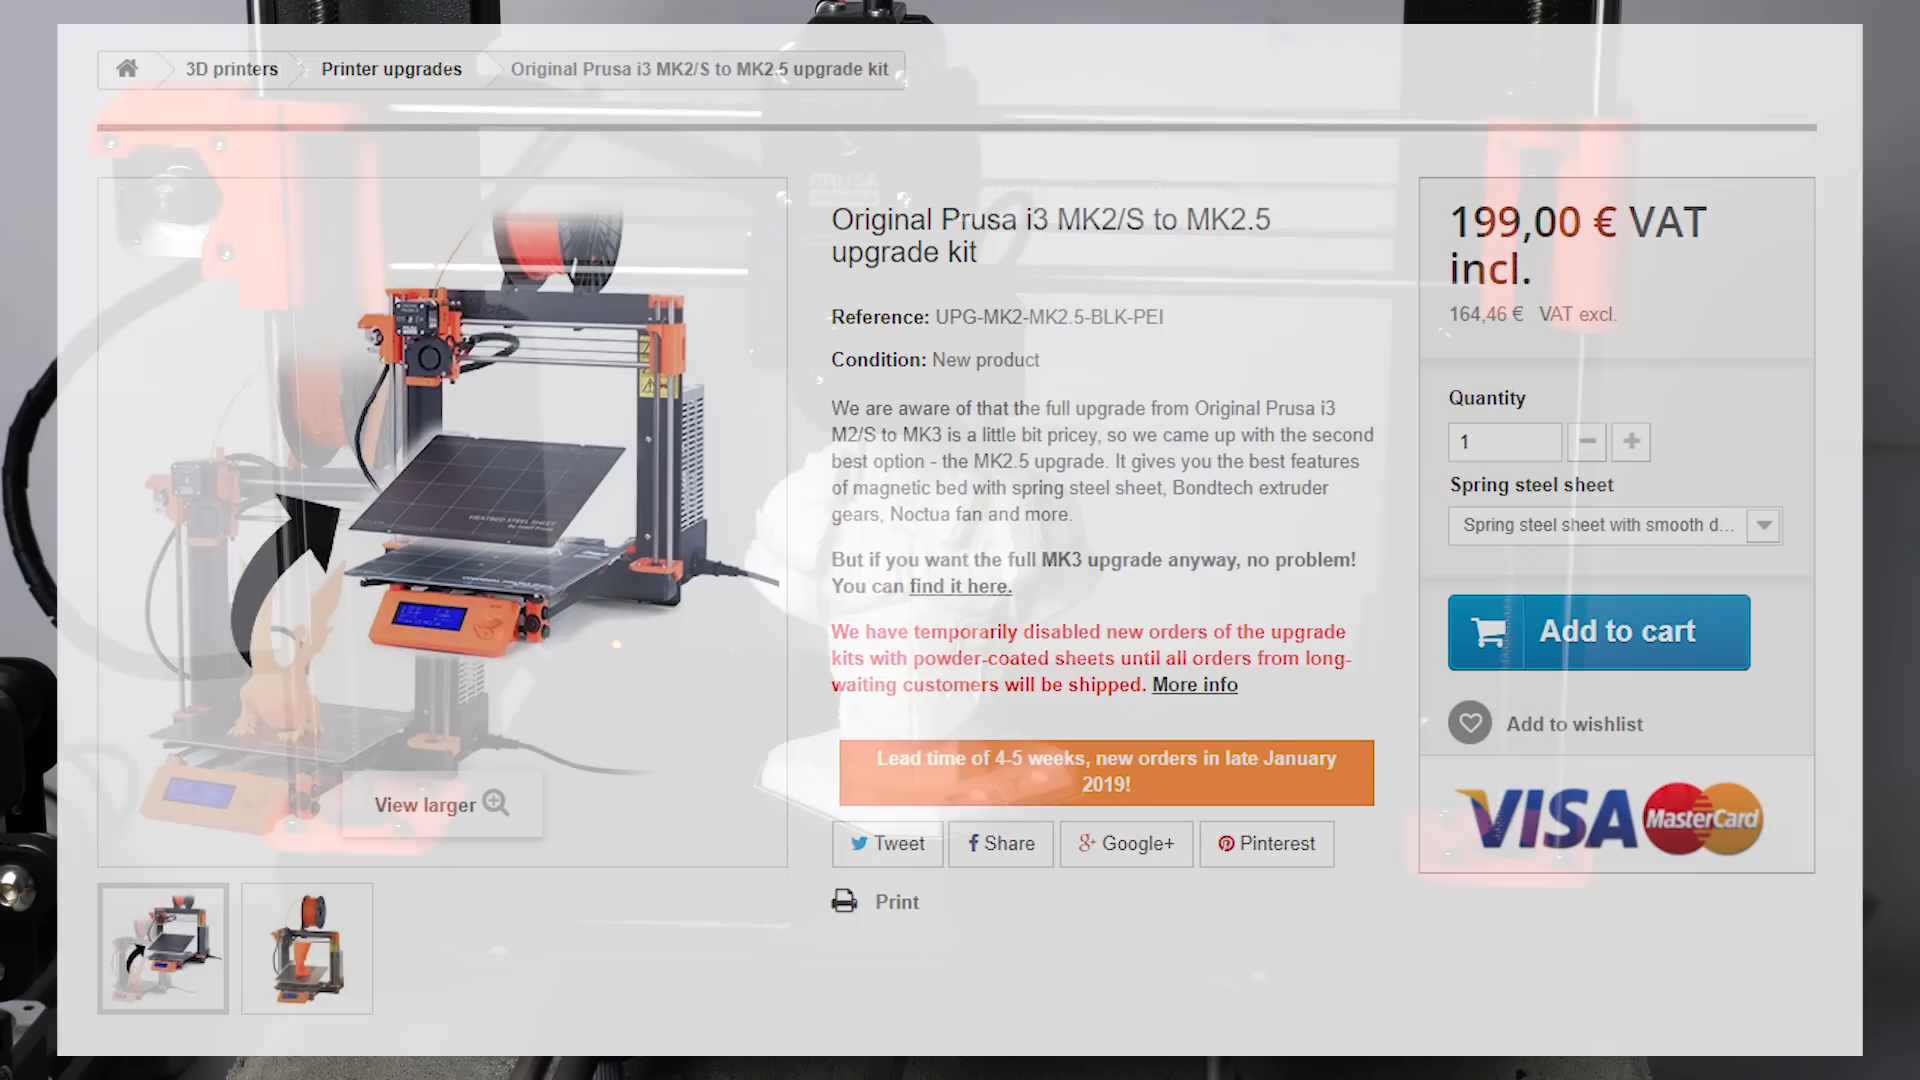 3D printers
Printer upgrades
Original Prusa i3 MK2/S to MK2.5 upgrade kit
Original Prusa i3 MK2/S to MK2.5
upgrade kit
Reference: UPG-MK2-MK2.5-BLK-PEI
Condition: New product
We are aware of that the full upgrade from Original Prusa i3
M2/S to MK3 is a little bit pricey, so we came up with the second
best option - the MK2.5 upgrade. It gives you the best features
of magnetic bed with spring steel sheet, Bondtech extruder
gears, Noctua fan and more.
But if you want the full MK3 upgrade anyway, no problem!
You can find it here.
We have temporarily disabled new orders of the upgrade
kits with powder-coated sheets until all orders from long-
waiting customers will be shipped. More info
Lead time of 4-5 weeks, new orders in late January
2019!
Tweet
Share
Google+
Pinterest
Print
View larger
HEATBED STEEL SHEET
PRUSA
199,00 € VAT
incl.
164,46 € VAT excl.
Quantity
1
Spring steel sheet
Spring steel sheet with smooth d...
Add to cart
Add to wishlist
VISA
MasterCard